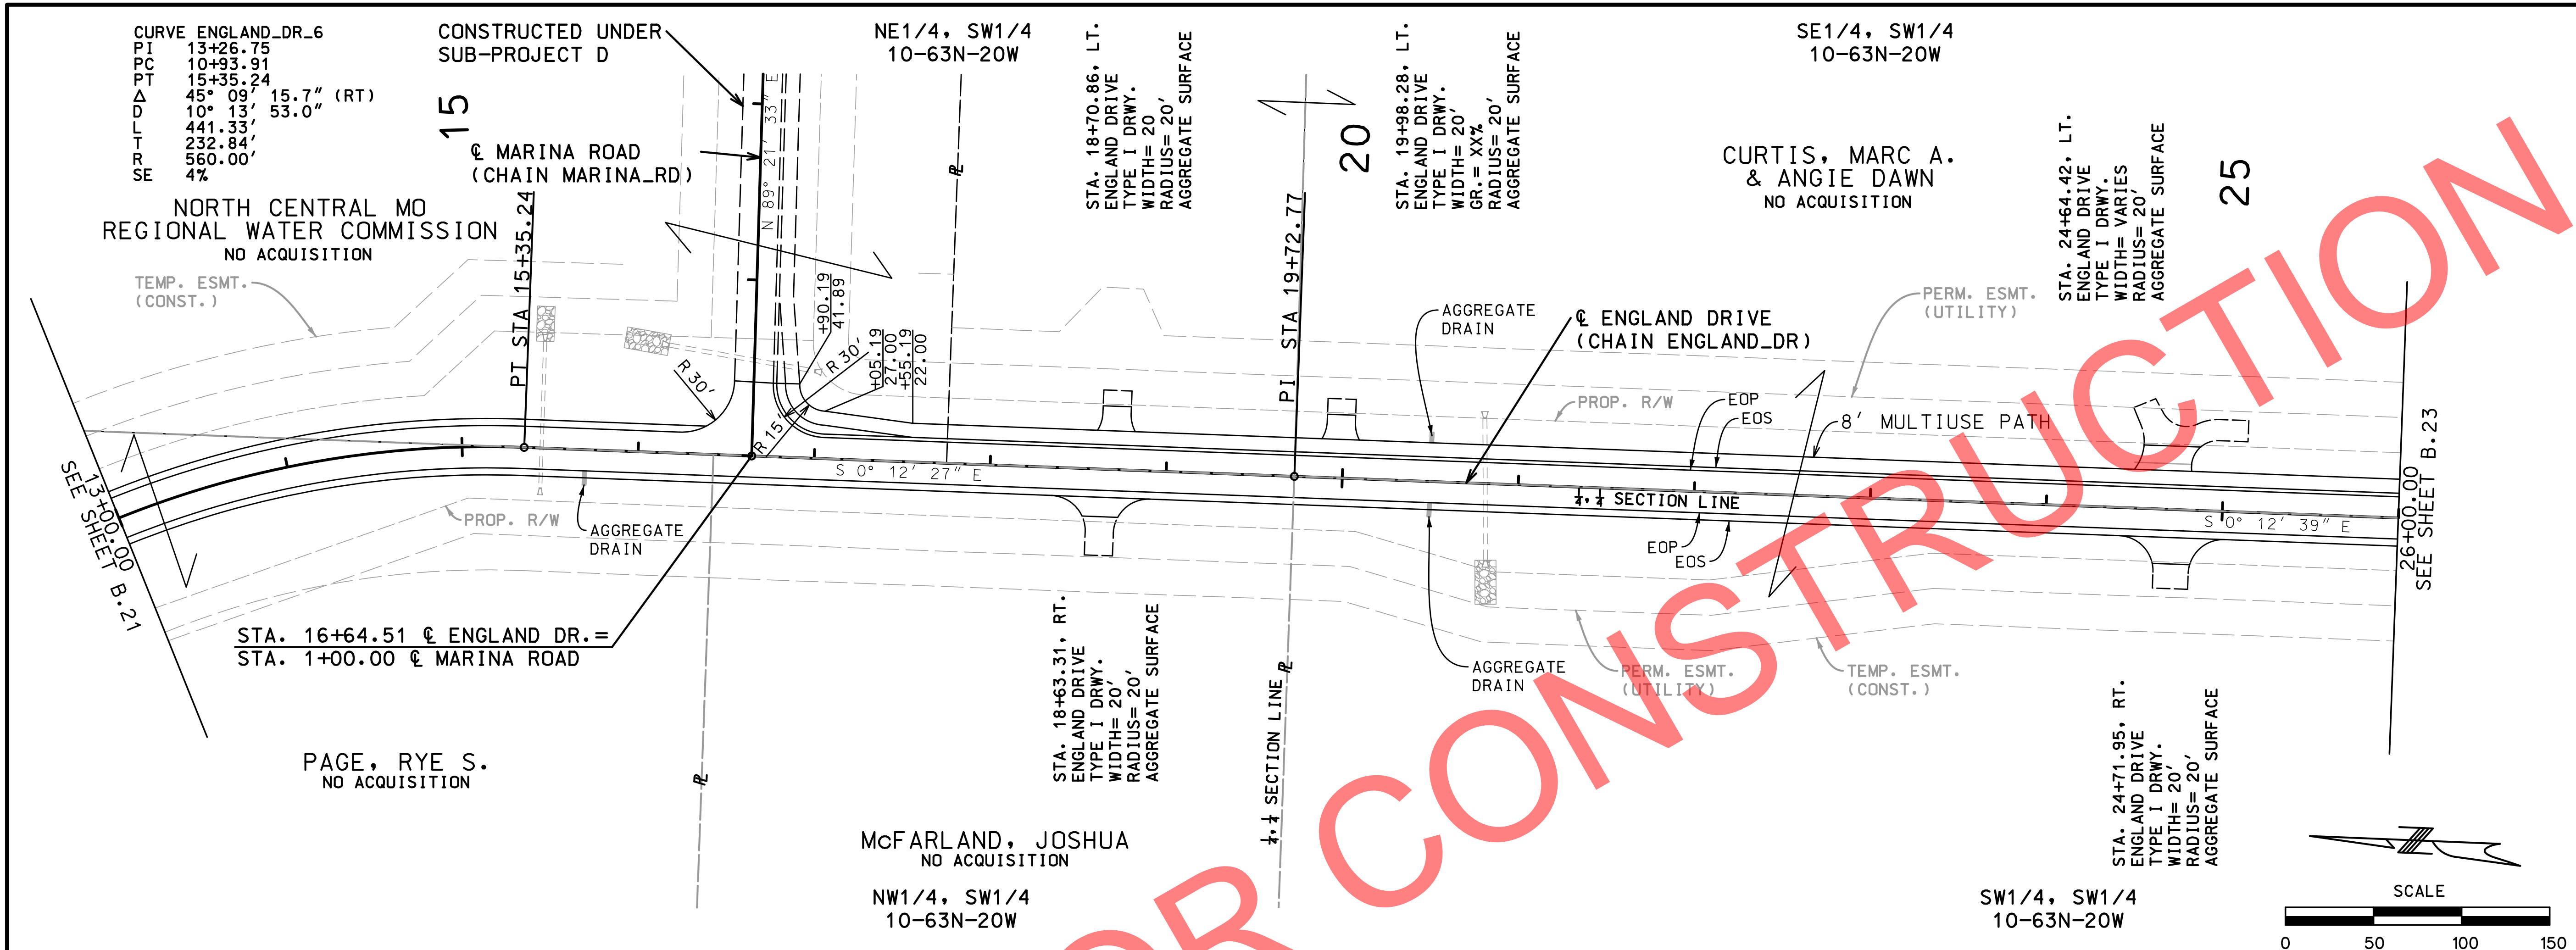 CURVE ENGLAND_DR_6
PI 13+26.75
PC 10+93.91
PT 15+35.24
Δ 45° 09' 15.7" (RT)
D 10° 13' 53.0"
L 441.33'
T 232.84'
R 560.00'
SE 4%
NORTH CENTRAL MO
REGIONAL WATER COMMISSION
NO ACQUISITION
TEMP. ESMT.
(CONST.)
15
CONSTRUCTED UNDER
SUB-PROJECT D
℄ MARINA ROAD
(CHAIN MARINA_RD)
N 89° 21' 33" E
PT STA 15+35.24
NE1/4, SW1/4
10-63N-20W
PL
STA. 18+70.86, LT.
ENGLAND DRIVE
TYPE I DRWY.
WIDTH= 20'
RADIUS= 20'
AGGREGATE SURFACE
20
PI STA 19+72.77
STA. 19+98.28, LT.
ENGLAND DRIVE
TYPE I DRWY.
WIDTH= 20'
GR.= XX%
RADIUS= 20'
AGGREGATE SURFACE
SE1/4, SW1/4
10-63N-20W
CURTIS, MARC A.
& ANGIE DAWN
NO ACQUISITION
STA. 24+64.42, LT.
ENGLAND DRIVE
TYPE I DRWY.
WIDTH= VARIES
RADIUS= 20'
AGGREGATE SURFACE
25
+90.19
41.89
+05.19
27.00
+55.19
22.00
R 30'
R 30'
R 15'
AGGREGATE
DRAIN
℄ ENGLAND DRIVE
(CHAIN ENGLAND_DR)
PERM. ESMT.
(UTILITY)
PROP. R/W
EOP
EOS
8' MULTIUSE PATH
13+00.00
SEE SHEET B.21
S 0° 12' 27" E
¼, ¼ SECTION LINE
S 0° 12' 39" E
26+00.00
SEE SHEET B.23
PROP. R/W
AGGREGATE
DRAIN
EOP
EOS
STA. 16+64.51 ℄ ENGLAND DR.=
STA. 1+00.00 ℄ MARINA ROAD
STA. 18+63.31, RT.
ENGLAND DRIVE
TYPE I DRWY.
WIDTH= 20'
RADIUS= 20'
AGGREGATE SURFACE
¼, ¼ SECTION LINE
PL
AGGREGATE
DRAIN
PERM. ESMT.
(UTILITY)
TEMP. ESMT.
(CONST.)
PAGE, RYE S.
NO ACQUISITION
PL
McFARLAND, JOSHUA
NO ACQUISITION
NW1/4, SW1/4
10-63N-20W
STA. 24+71.95, RT.
ENGLAND DRIVE
TYPE I DRWY.
WIDTH= 20'
RADIUS= 20'
AGGREGATE SURFACE
SW1/4, SW1/4
10-63N-20W
SCALE
0 50 100 150
OR CONSTRUCTION